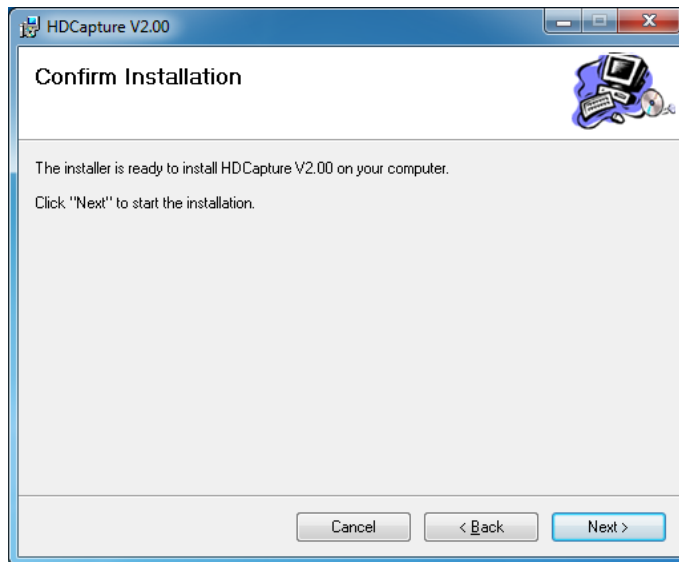 HDCapture V2.00
Confirm Installation
The installer is ready to install HDCapture V2.00 on your computer.
Click "Next" to start the installation.
Cancel
< Back
Next >